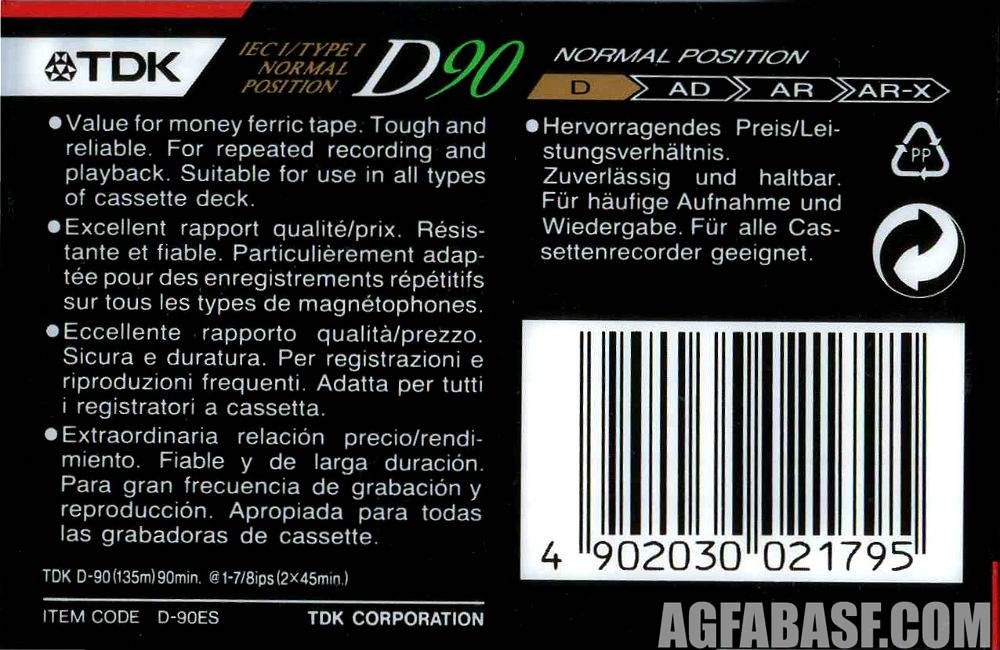 TDK
IEC I/TYPE I
NORMAL
POSITION
D90
●Value for money ferric tape. Tough and
reliable. For repeated recording and
playback. Suitable for use in all types
of cassette deck.
●Excellent rapport qualité/prix. Résis-
tante et fiable. Particulièrement adap-
tée pour des enregistrements répétitifs
sur tous les types de magnétophones.
●Eccellente rapporto qualità/prezzo.
Sicura e duratura. Per registrazioni e
riproduzioni frequenti. Adatta per tutti
i registratori a cassetta.
●Extraordinaria relación precio/rendi-
miento. Fiable y de larga duración.
Para gran frecuencia de grabación y
reproducción. Apropiada para todas
las grabadoras de cassette.
TDK D-90(135m)90min. @1-7/8ips(2×45min.)
ITEM CODE D-90ES TDK CORPORATION
NORMAL POSITION
D AD AR AR-X
●Hervorragendes Preis/Lei-
stungsverhältnis.
Zuverlässig und haltbar.
Für häufige Aufnahme und
Wiedergabe. Für alle Cas-
settenrecorder geeignet.
PP
4 902030 021795
AGFABASF.COM